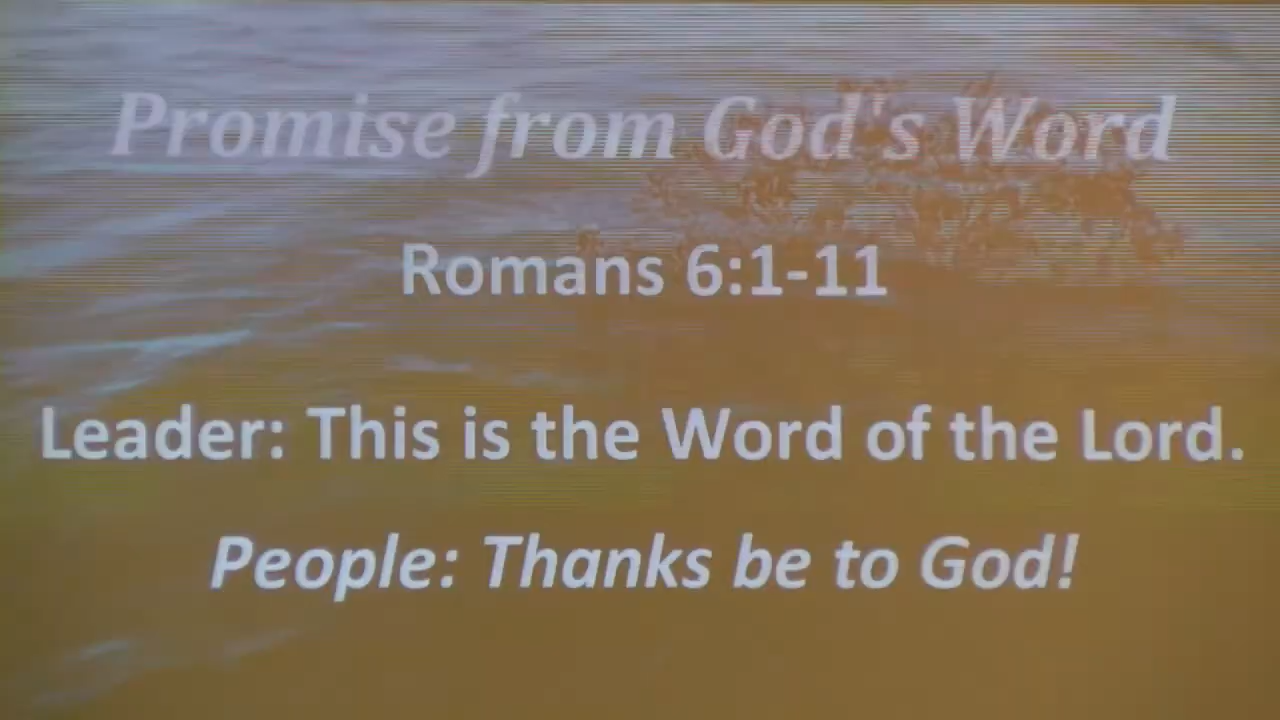 Promise from God's Word
Romans 6:1-11
Leader: This is the Word of the Lord.
People: Thanks be to God!